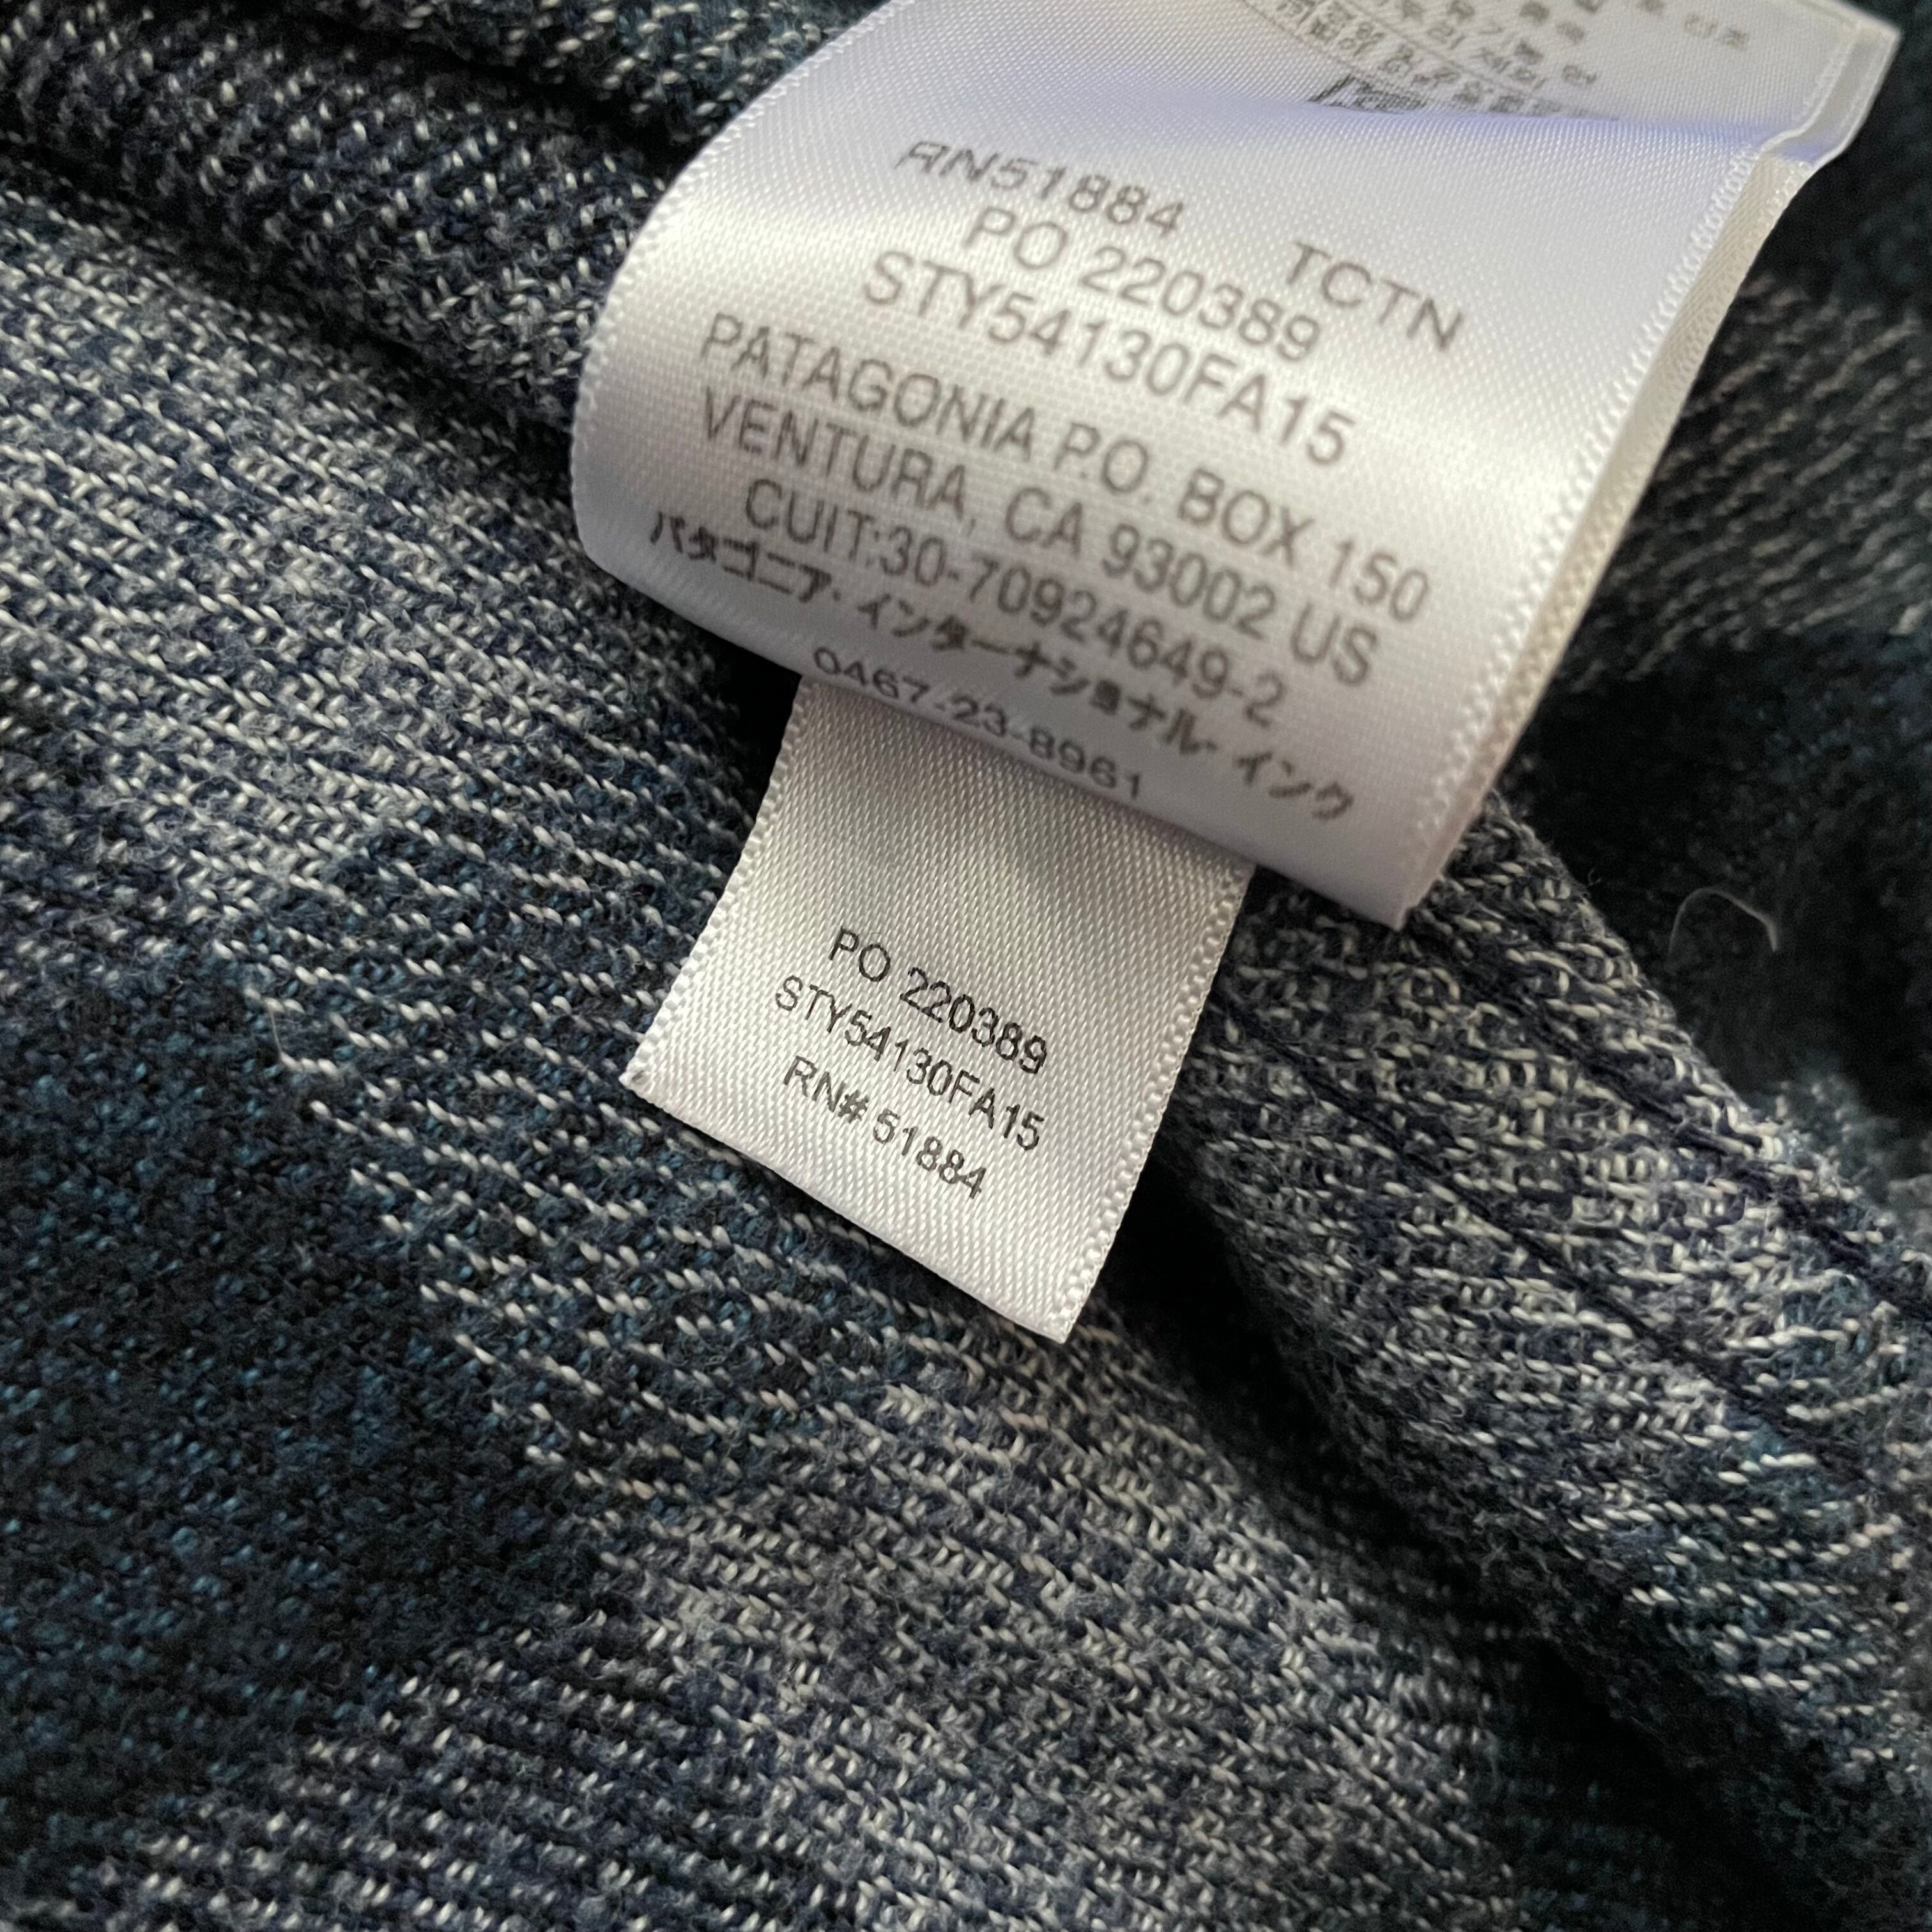 RN51884 TCTN
PO 220389
STY54130FA15
PATAGONIA P.O. BOX 150
VENTURA, CA 93002 US
CUIT:30-70924649-2
パタゴニア・インターナショナル・インク
0467-23-8961
PO 220389
STY54130FA15
RN# 51884